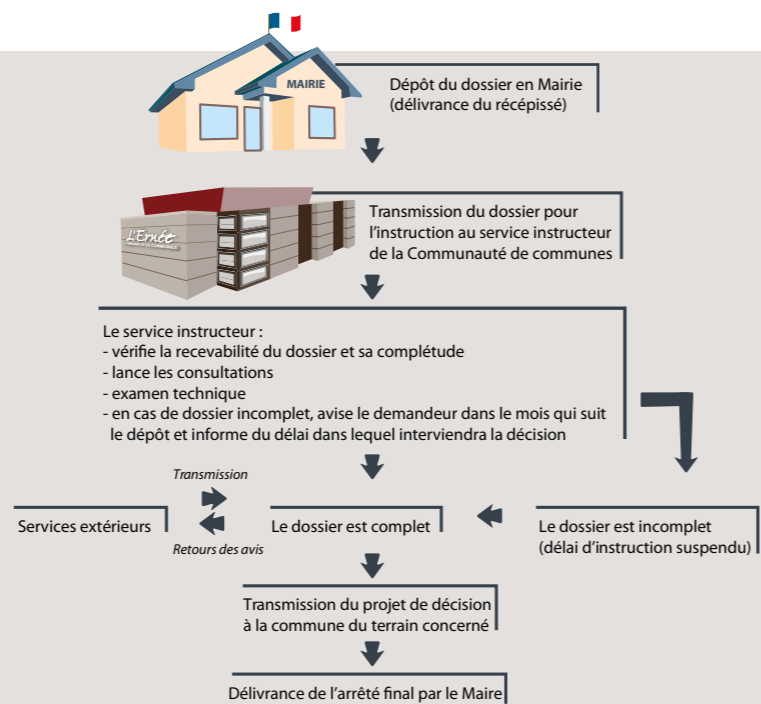 MAIRIE
Dépôt du dossier en Mairie
(délivrance du récépissé)
L'Ernée
Transmission du dossier pour
l'instruction au service instructeur
de la Communauté de communes
Le service instructeur :
- vérifie la recevabilité du dossier et sa complétude
- lance les consultations
- examen technique
- en cas de dossier incomplet, avise le demandeur dans le mois qui suit
le dépôt et informe du délai dans lequel interviendra la décision
Transmission
Services extérieurs
Retours des avis
Le dossier est complet
Le dossier est incomplet
(délai d'instruction suspendu)
Transmission du projet de décision
à la commune du terrain concerné
Délivrance de l'arrêté final par le Maire